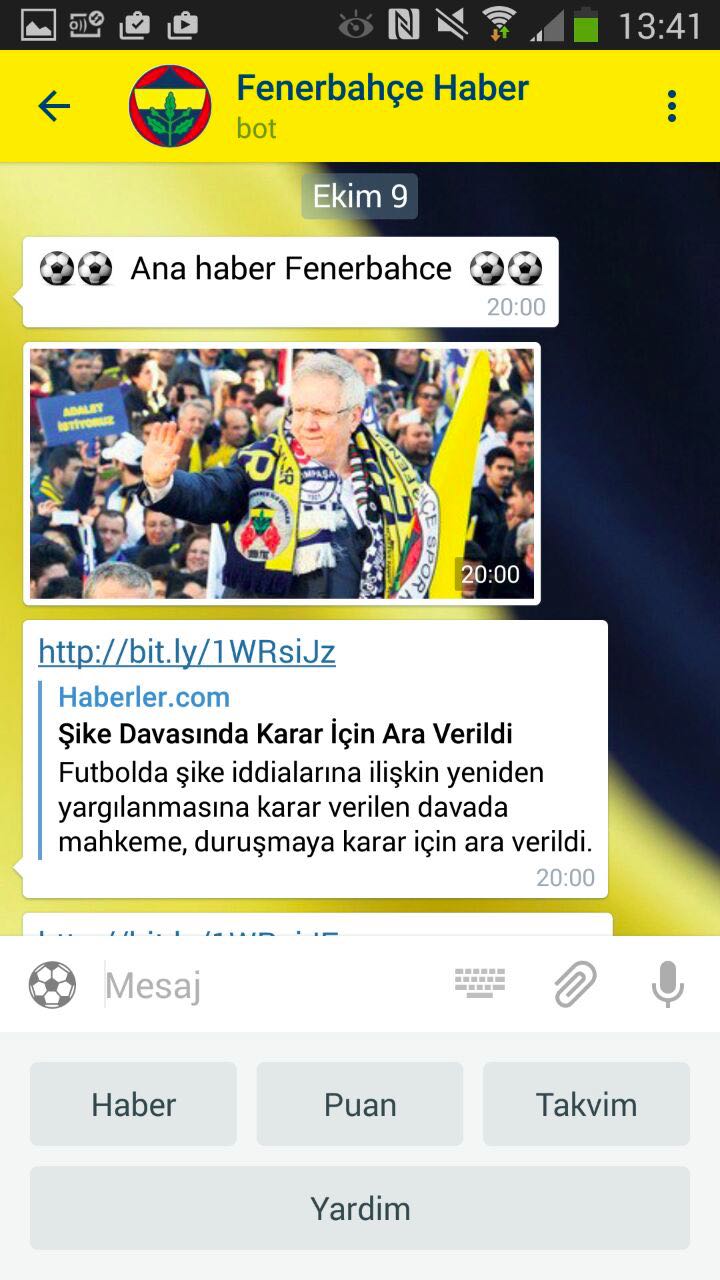 13:41
Fenerbahçe Haber
bot
Ekim 9
Ana haber Fenerbahce
20:00
ADALET
İSTİYORUZ
20:00
http://bit.ly/1WRsiJz
Haberler.com
Şike Davasında Karar İçin Ara Verildi
Futbolda şike iddialarına ilişkin yeniden
yargılanmasına karar verilen davada
mahkeme, duruşmaya karar için ara verildi.
20:00
Mesaj
Haber
Puan
Takvim
Yardim